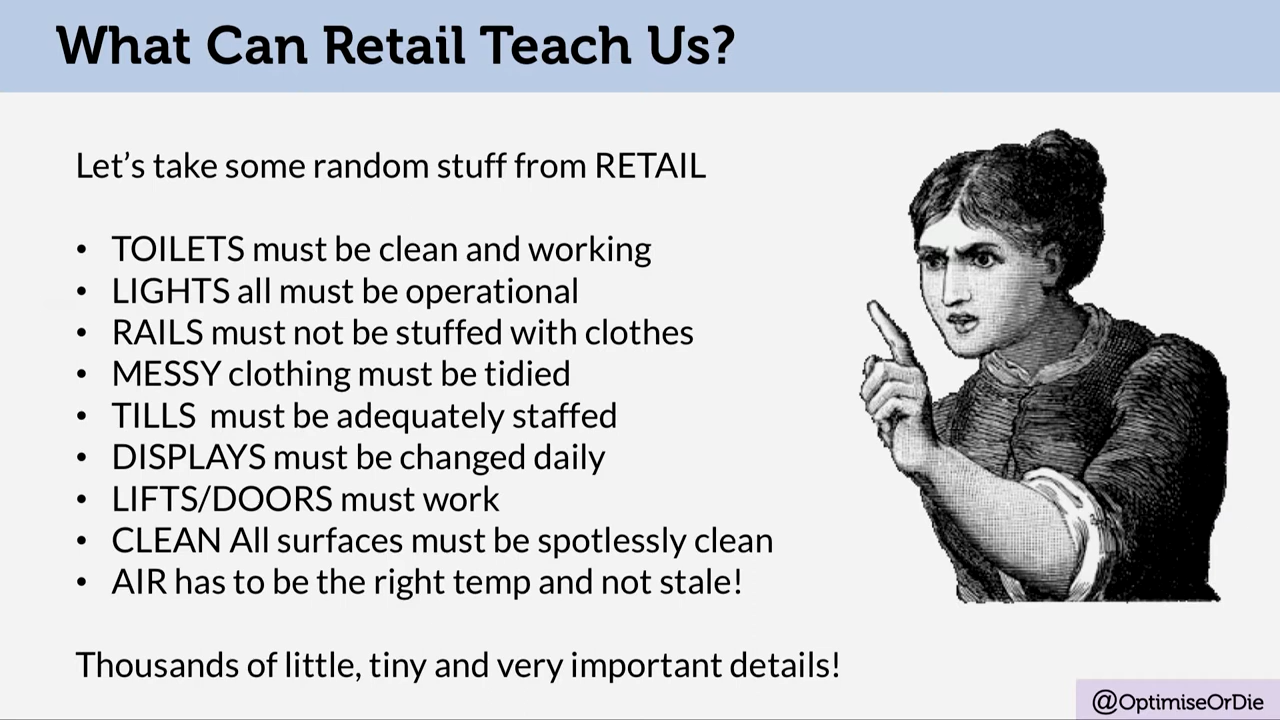 What Can Retail Teach Us?
Let's take some random stuff from RETAIL
• TOILETS must be clean and working
• LIGHTS all must be operational
• RAILS must not be stuffed with clothes
• MESSY clothing must be tidied
• TILLS  must be adequately staffed
• DISPLAYS must be changed daily
• LIFTS/DOORS must work
• CLEAN All surfaces must be spotlessly clean
• AIR has to be the right temp and not stale!
Thousands of little, tiny and very important details!
@OptimiseOrDie